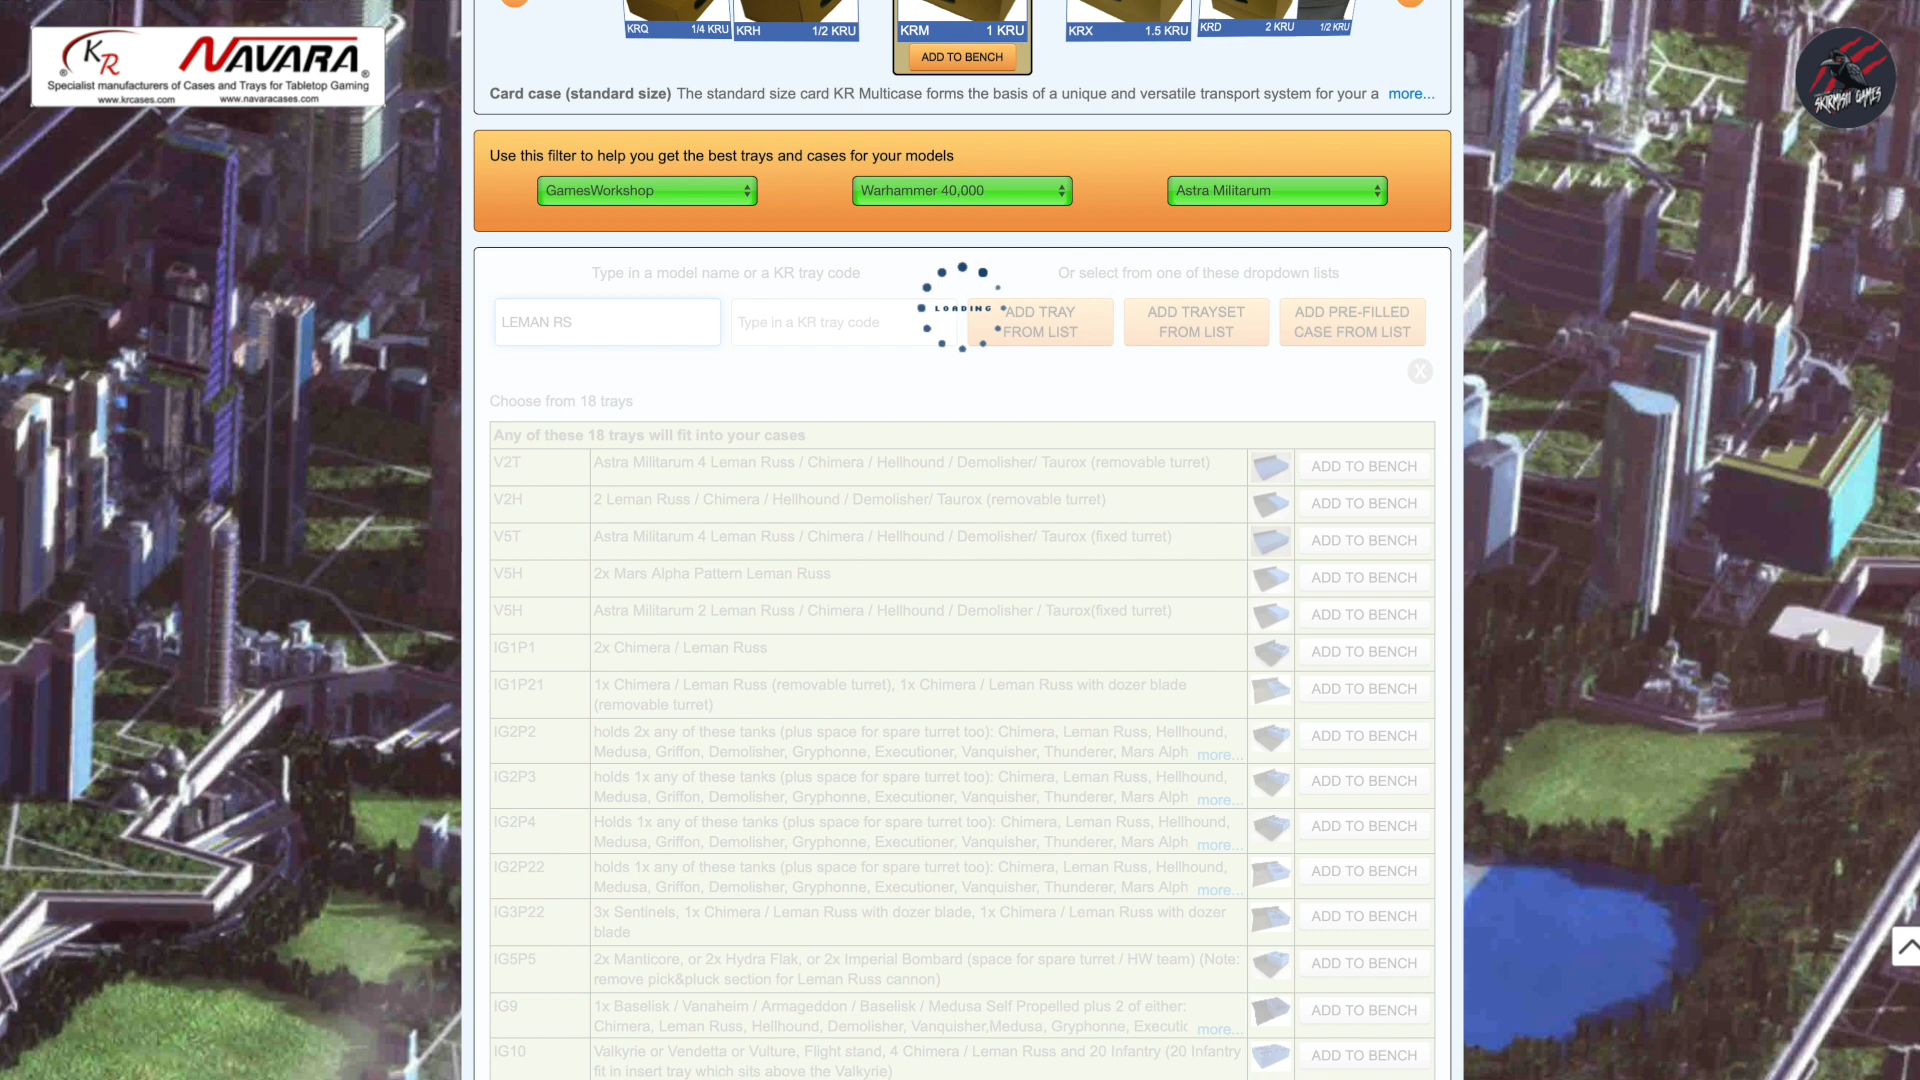 KR
NAVARA
Specialist manufacturers of Cases and Trays for Tabletop Gaming
www.krcases.com www.navaracases.com
SKIRMISH GAMES
KRQ 1/4 KRU
KRH 1/2 KRU
KRM 1 KRU
KRX 1.5 KRU
KRD 2 KRU 1/2 KRU
ADD TO BENCH
Card case (standard size) The standard size card KR Multicase forms the basis of a unique and versatile transport system for your a more...
Use this filter to help you get the best trays and cases for your models
GamesWorkshop
Warhammer 40,000
Astra Militarum
Type in a model name or a KR tray code
Or select from one of these dropdown lists
LEMAN RS
Type in a KR tray code
LOADING
ADD TRAY
FROM LIST
ADD TRAYSET
FROM LIST
ADD PRE-FILLED
CASE FROM LIST
X
Choose from 18 trays
Any of these 18 trays will fit into your cases
V2T Astra Militarum 4 Leman Russ / Chimera / Hellhound / Demolisher/ Taurox (removable turret) ADD TO BENCH
V2H 2 Leman Russ / Chimera / Hellhound / Demolisher/ Taurox (removable turret) ADD TO BENCH
V5T Astra Militarum 4 Leman Russ / Chimera / Hellhound / Demolisher/ Taurox (fixed turret) ADD TO BENCH
V5H 2x Mars Alpha Pattern Leman Russ ADD TO BENCH
V5H Astra Militarum 2 Leman Russ / Chimera / Hellhound / Demolisher / Taurox(fixed turret) ADD TO BENCH
IG1P1 2x Chimera / Leman Russ ADD TO BENCH
IG1P21 1x Chimera / Leman Russ (removable turret), 1x Chimera / Leman Russ with dozer blade ADD TO BENCH
(removable turret)
IG2P2 holds 2x any of these tanks (plus space for spare turret too): Chimera, Leman Russ, Hellhound, ADD TO BENCH
Medusa, Griffon, Demolisher, Gryphonne, Executioner, Vanquisher, Thunderer, Mars Alph more...
IG2P3 holds 1x any of these tanks (plus space for spare turret too): Chimera, Leman Russ, Hellhound, ADD TO BENCH
Medusa, Griffon, Demolisher, Gryphonne, Executioner, Vanquisher, Thunderer, Mars Alph more...
IG2P4 Holds 1x any of these tanks (plus space for spare turret too): Chimera, Leman Russ, Hellhound, ADD TO BENCH
Medusa, Griffon, Demolisher, Gryphonne, Executioner, Vanquisher, Thunderer, Mars Alph more...
IG2P22 holds 1x any of these tanks (plus space for spare turret too): Chimera, Leman Russ, Hellhound, ADD TO BENCH
Medusa, Griffon, Demolisher, Gryphonne, Executioner, Vanquisher, Thunderer, Mars Alph more...
IG3P22 3x Sentinels, 1x Chimera / Leman Russ with dozer blade, 1x Chimera / Leman Russ with dozer ADD TO BENCH
blade
IG5P5 2x Manticore, or 2x Hydra Flak, or 2x Imperial Bombard (space for spare turret / HW team) (Note: ADD TO BENCH
remove pick&pluck section for Leman Russ cannon)
IG9 1x Baselisk / Vanaheim / Armageddon / Baselisk / Medusa Self Propelled plus 2 of either: ADD TO BENCH
Chimera, Leman Russ, Hellhound, Demolisher, Vanquisher,Medusa, Gryphonne, Executic more...
IG10 Valkyrie or Vendetta or Vulture, Flight stand, 4 Chimera / Leman Russ and 20 Infantry (20 Infantry ADD TO BENCH
fit in insert tray which sits above the Valkyrie)